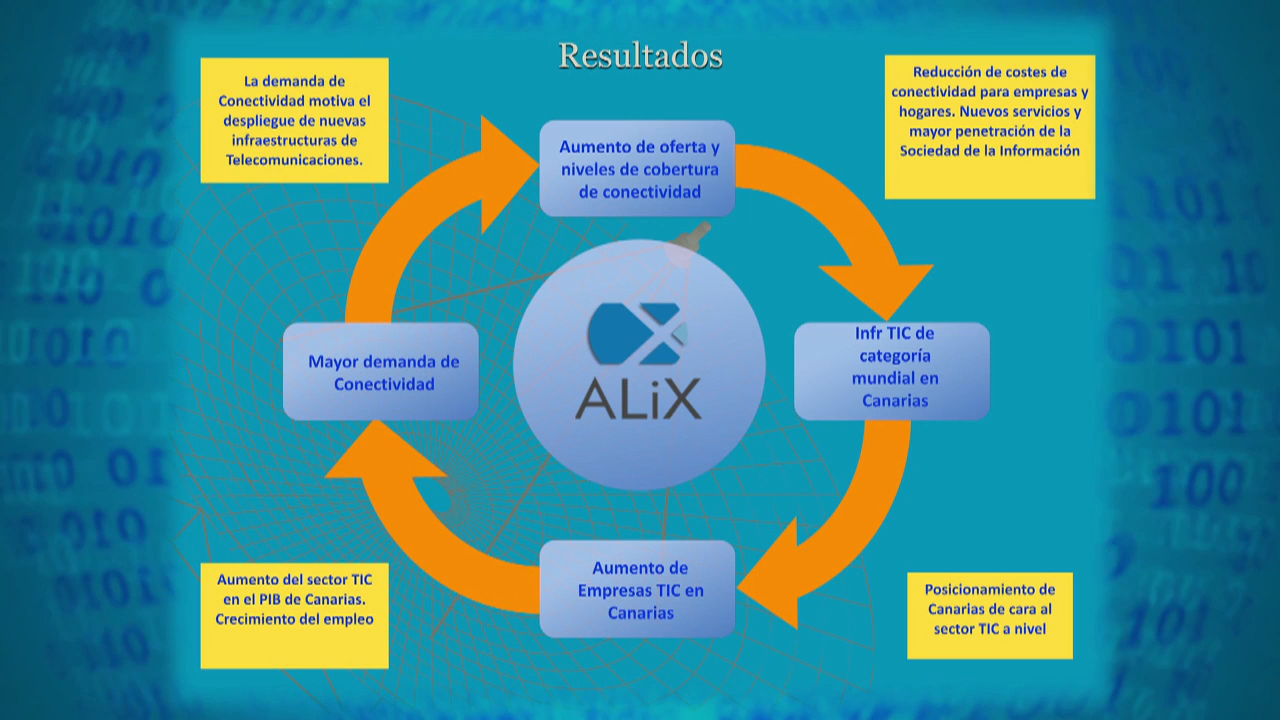 Resultados
La demanda de
Conectividad motiva el
despliegue de nuevas
infraestructuras de
Telecomunicaciones.
Aumento de oferta y
niveles de cobertura
de conectividad
Reducción de costes de
conectividad para empresas y
hogares. Nuevos servicios y
mayor penetración de la
Sociedad de la Información
Mayor demanda de
Conectividad
ALiX
Infr TIC de
categoría
mundial en
Canarias
Aumento del sector TIC
en el PIB de Canarias.
Crecimiento del empleo
Aumento de
Empresas TIC en
Canarias
Posicionamiento de
Canarias de cara al
sector TIC a nivel